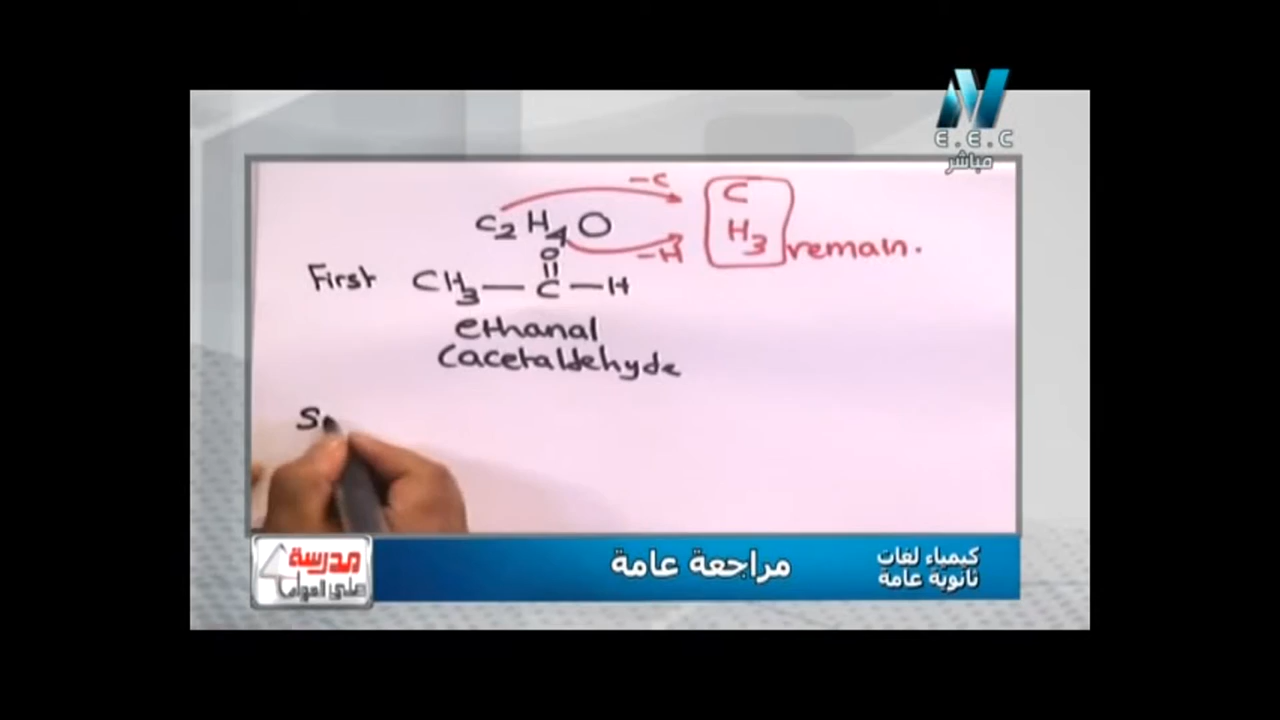 E.E.C
مباشر
-C
C
C2H4O
H3 remain.
-H
O
First CH3 — C — H
ethanal
(acetaldehyde
S
مدرسة
على الهواء
مراجعة عامة
كيمياء لغات
ثانوية عامة